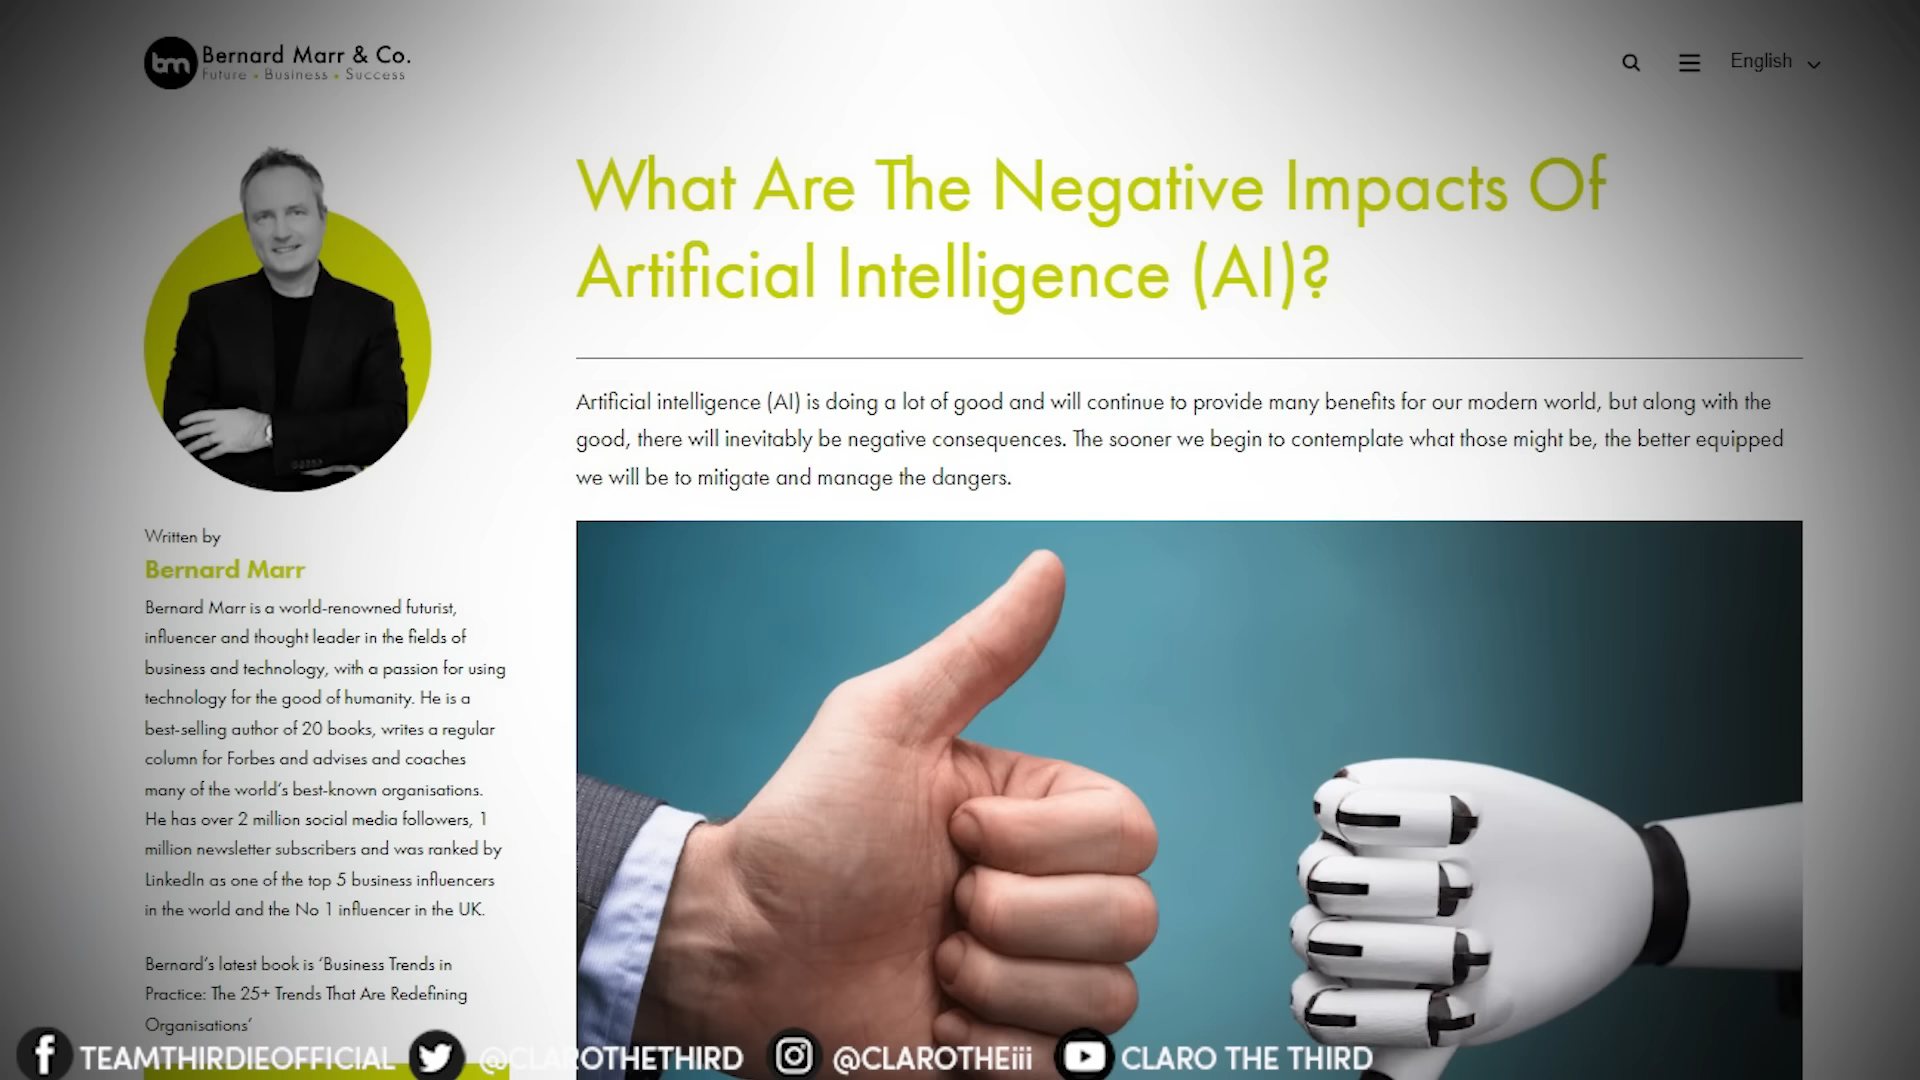 bm
Bernard Marr & Co.
Future • Business • Success
English
What Are The Negative Impacts Of
Artificial Intelligence (AI)?
Artificial intelligence (AI) is doing a lot of good and will continue to provide many benefits for our modern world, but along with the
good, there will inevitably be negative consequences. The sooner we begin to contemplate what those might be, the better equipped
we will be to mitigate and manage the dangers.
Written by
Bernard Marr
Bernard Marr is a world-renowned futurist,
influencer and thought leader in the fields of
business and technology, with a passion for using
technology for the good of humanity. He is a
best-selling author of 20 books, writes a regular
column for Forbes and advises and coaches
many of the world's best-known organisations.
He has over 2 million social media followers, 1
million newsletter subscribers and was ranked by
LinkedIn as one of the top 5 business influencers
in the world and the No 1 influencer in the UK.
Bernard's latest book is 'Business Trends in
Practice: The 25+ Trends That Are Redefining
Organisations'
TEAMTHIRDIEOFFICIAL @CLAROTHETHIRD @CLAROTHEiii CLARO THE THIRD